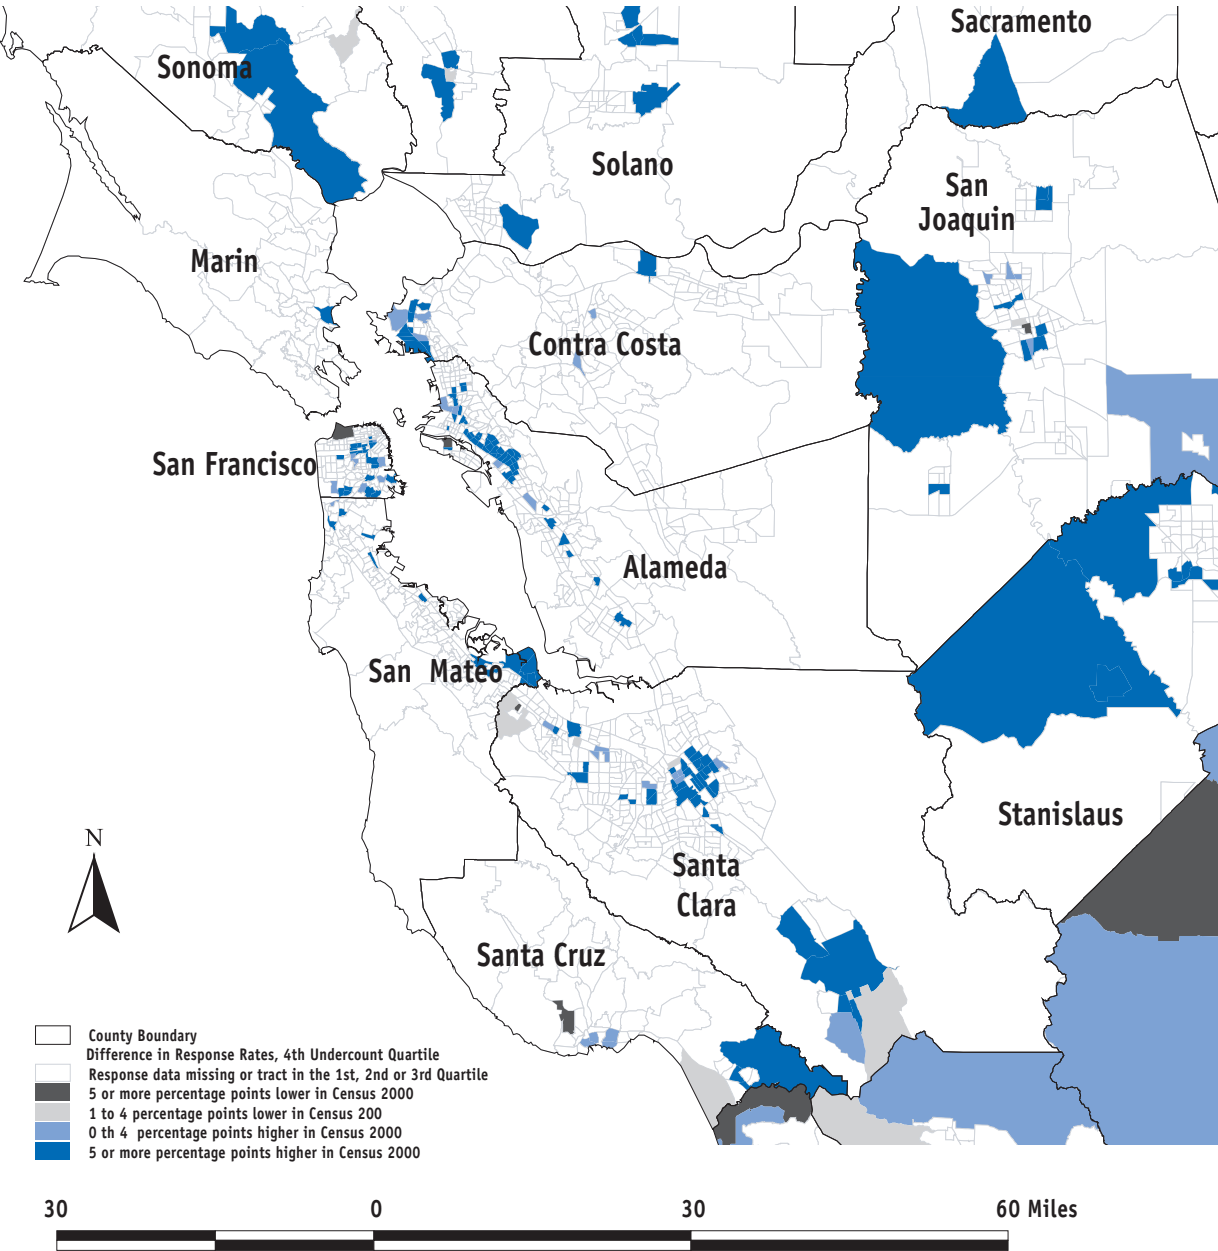 Sacramento
Sonoma
Solano
San
Joaquin
Marin
Contra Costa
San Francisco
Alameda
San Mateo
Stanislaus
N
Santa
Clara
Santa Cruz
County Boundary
Difference in Response Rates, 4th Undercount Quartile
Response data missing or tract in the 1st, 2nd or 3rd Quartile
5 or more percentage points lower in Census 2000
1 to 4 percentage points lower in Census 200
0 th 4 percentage points higher in Census 2000
5 or more percentage points higher in Census 2000
30 0 30 60 Miles